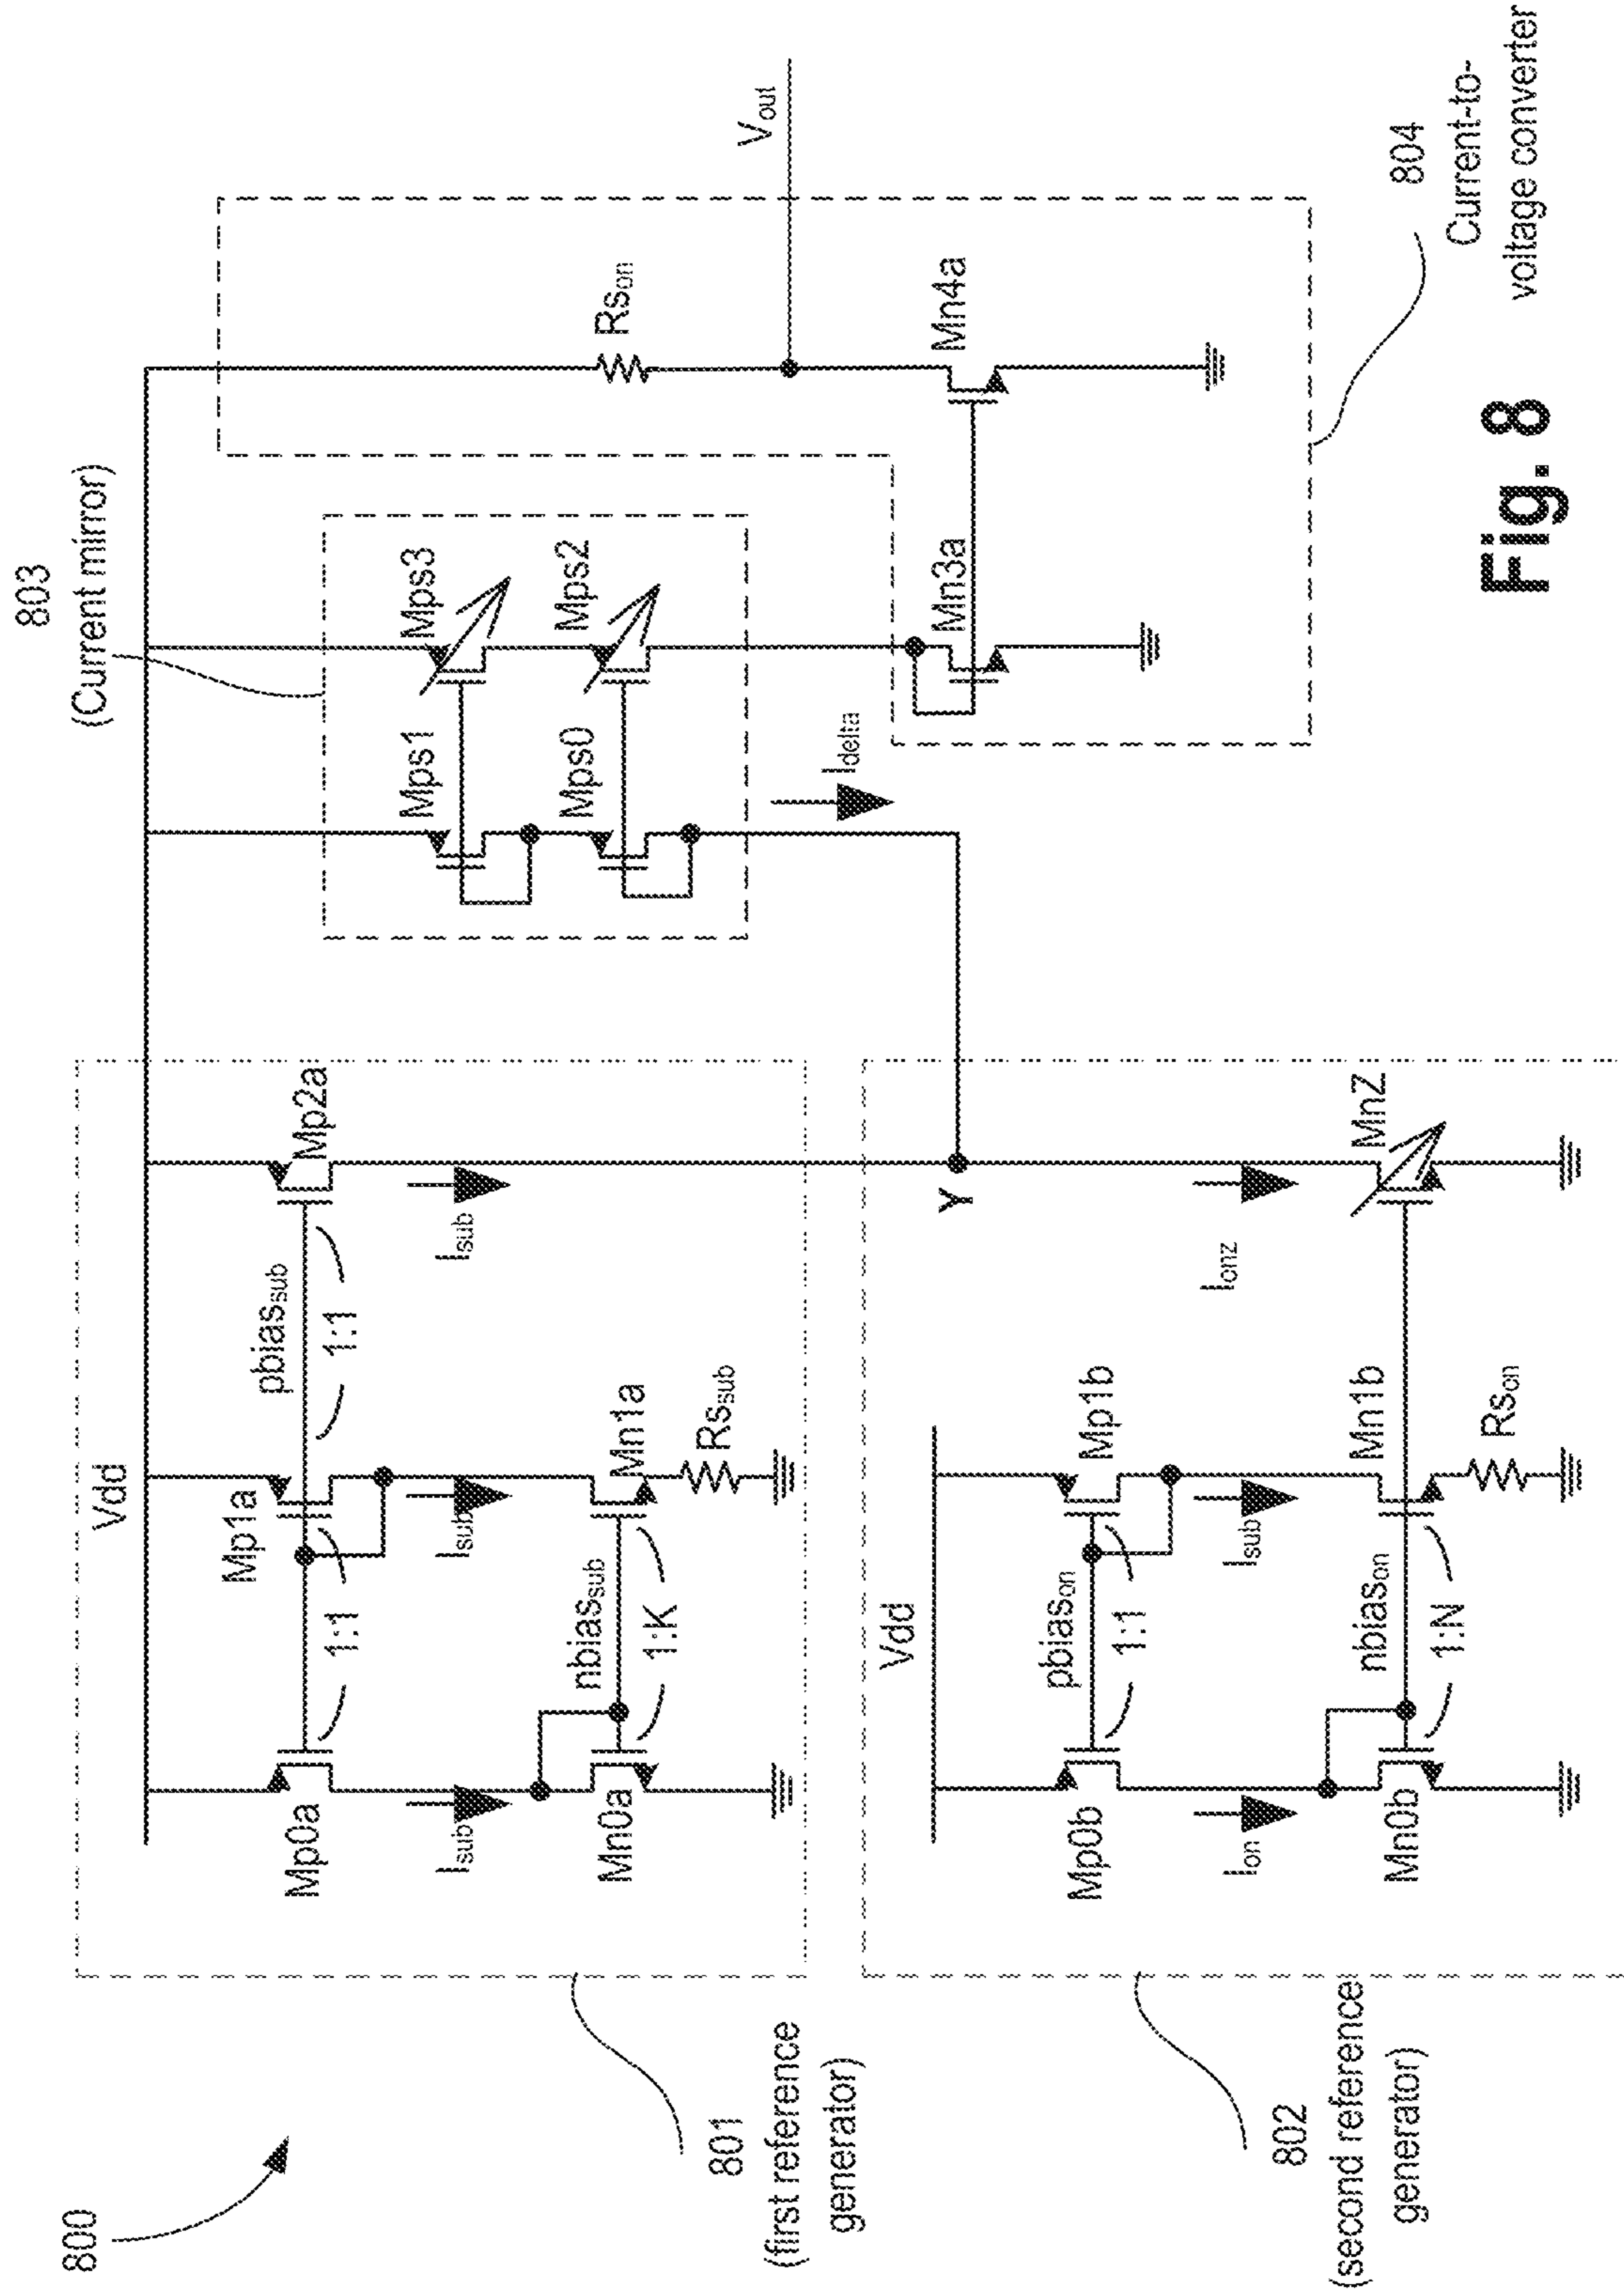 800
801
(first reference
generator)
802
(second reference
generator)
803
(Current mirror)
804
Current-to-
voltage converter
Vdd
Mp0a
1:1
Mp1a
pbiassub
1:1
Mp2a
Isub
Isub
Isub
Mn0a
nbiassub
1:K
Mn1a
Rssub
Vdd
Mp0b
pbiason
1:1
Mp1b
Ion
Isub
Ionz
Y
Mn0b
nbiason
1:N
Mn1b
Rson
MnZ
Mps1
Mps3
Mps0
Mps2
Idelta
Mn3a
Mn4a
Rson
Vout
Fig. 8